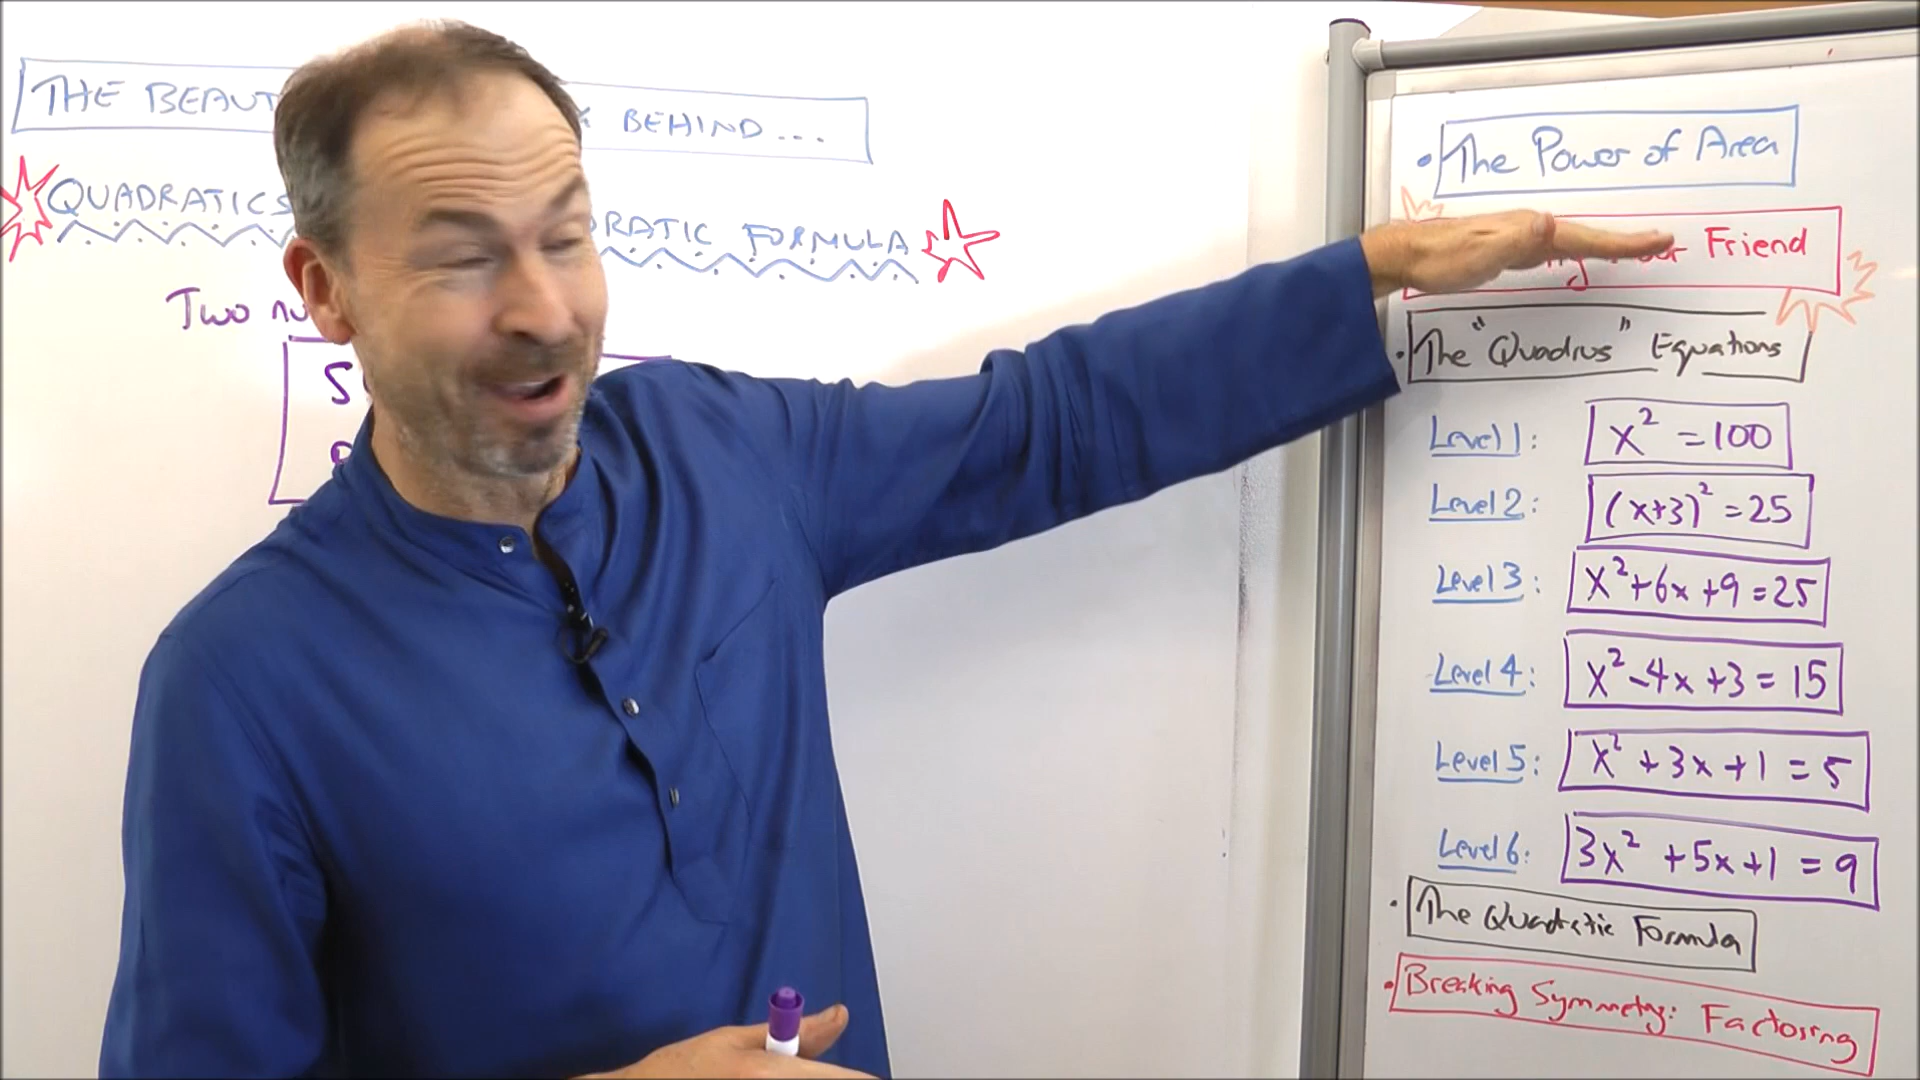 THE BEAUT BEHIND...
QUADRATICS RATIC FORMULA
Two nu
S
• The Power of Area
Friend
• The "Quadrus" Equations
Level 1: x² = 100
Level 2: (x+3)² = 25
Level 3: x² + 6x + 9 = 25
Level 4: x² - 4x + 3 = 15
Level 5: x² + 3x + 1 = 5
Level 6: 3x² + 5x + 1 = 9
• The Quadratic Formula
• Breaking Symmetry: Factoring